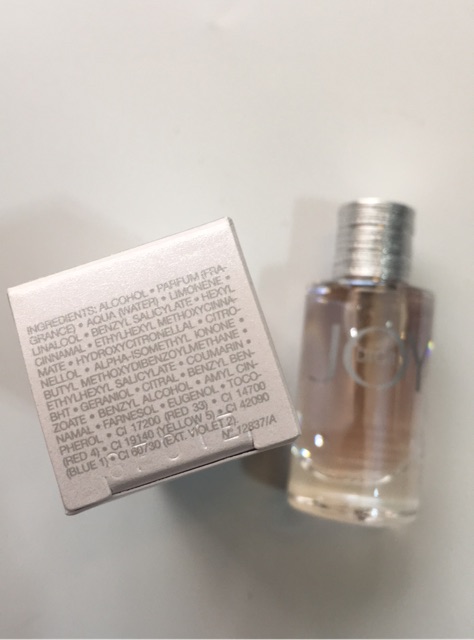 INGREDIENTS: ALCOHOL • PARFUM (FRA-
GRANCE) • AQUA (WATER) • LIMONENE •
LINALOOL • BENZYL SALICYLATE • HEXYL
CINNAMAL • ETHYLHEXYL METHOXYCINNA-
MATE • HYDROXYCITRONELLAL • CITRO-
NELLOL • ALPHA-ISOMETHYL IONONE •
BUTYL METHOXYDIBENZOYLMETHANE •
ETHYLHEXYL SALICYLATE • COUMARIN •
BHT • GERANIOL • CITRAL • BENZYL BEN-
ZOATE • BENZYL ALCOHOL • AMYL CIN-
NAMAL • FARNESOL • EUGENOL • TOCO-
PHEROL • CI 17200 (RED 33) • CI 14700
(RED 4) • CI 19140 (YELLOW 5) • CI 42090
(BLUE 1) • CI 60730 (EXT. VIOLET 2)
N° 12837/A
JOY